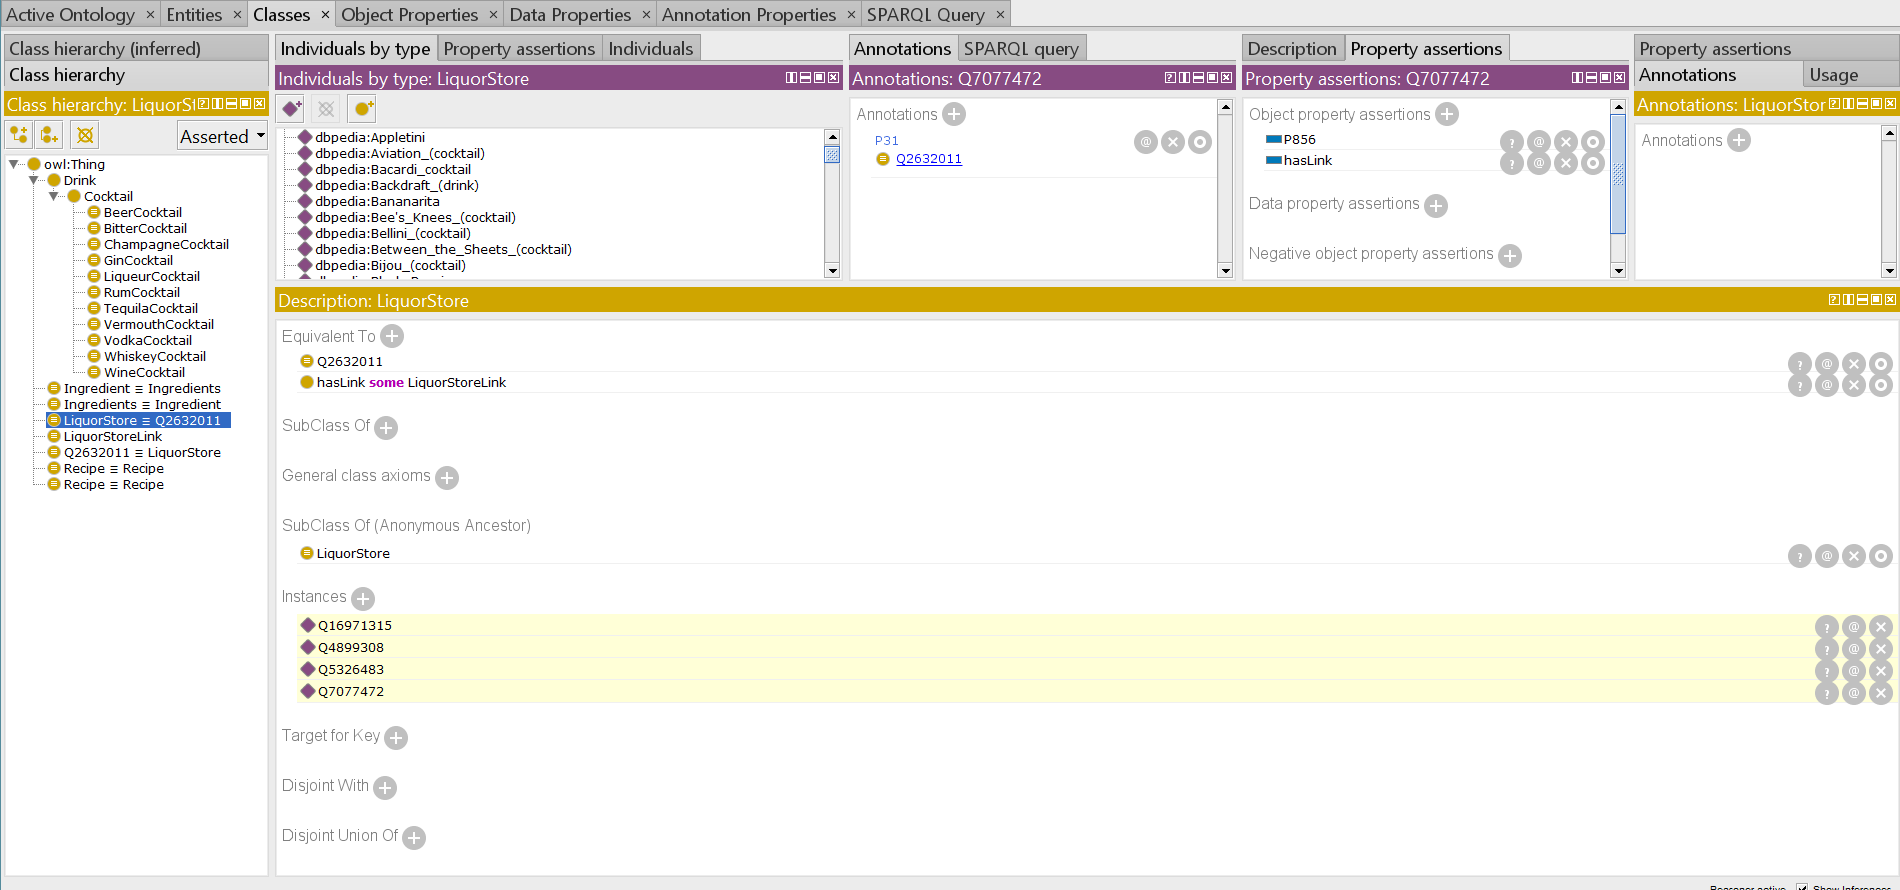 Active Ontology × Entities × Classes × Object Properties × Data Properties × Annotation Properties × SPARQL Query ×
Class hierarchy (inferred)
Class hierarchy
Class hierarchy: LiquorSt
Asserted
owl:Thing
Drink
Cocktail
BeerCocktail
BitterCocktail
ChampagneCocktail
GinCocktail
LiqueurCocktail
RumCocktail
TequilaCocktail
VermouthCocktail
VodkaCocktail
WhiskeyCocktail
WineCocktail
Ingredient ≡ Ingredients
Ingredients ≡ Ingredient
LiquorStore ≡ Q2632011
LiquorStoreLink
Q2632011 ≡ LiquorStore
Recipe ≡ Recipe
Recipe ≡ Recipe
Individuals by type Property assertions Individuals
Individuals by type: LiquorStore
dbpedia:Appletini
dbpedia:Aviation_(cocktail)
dbpedia:Bacardi_cocktail
dbpedia:Backdraft_(drink)
dbpedia:Bananarita
dbpedia:Bee's_Knees_(cocktail)
dbpedia:Bellini_(cocktail)
dbpedia:Between_the_Sheets_(cocktail)
dbpedia:Bijou_(cocktail)
Annotations SPARQL query
Annotations: Q7077472
Annotations
P31
Q2632011
Description Property assertions
Property assertions: Q7077472
Object property assertions
P856
hasLink
Data property assertions
Negative object property assertions
Property assertions
Annotations Usage
Annotations: LiquorStor
Annotations
Description: LiquorStore
Equivalent To
Q2632011
hasLink some LiquorStoreLink
SubClass Of
General class axioms
SubClass Of (Anonymous Ancestor)
LiquorStore
Instances
Q16971315
Q4899308
Q5326483
Q7077472
Target for Key
Disjoint With
Disjoint Union Of
Reasoner active Show Inferences